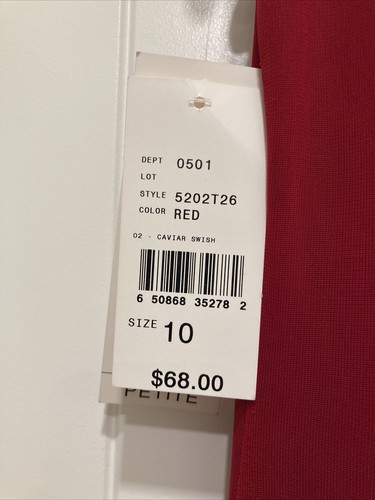 DEPT 0501
LOT
STYLE 5202T26
COLOR RED
02 - CAVIAR SWISH
6 50868 35278 2
SIZE 10
$68.00
PETITE